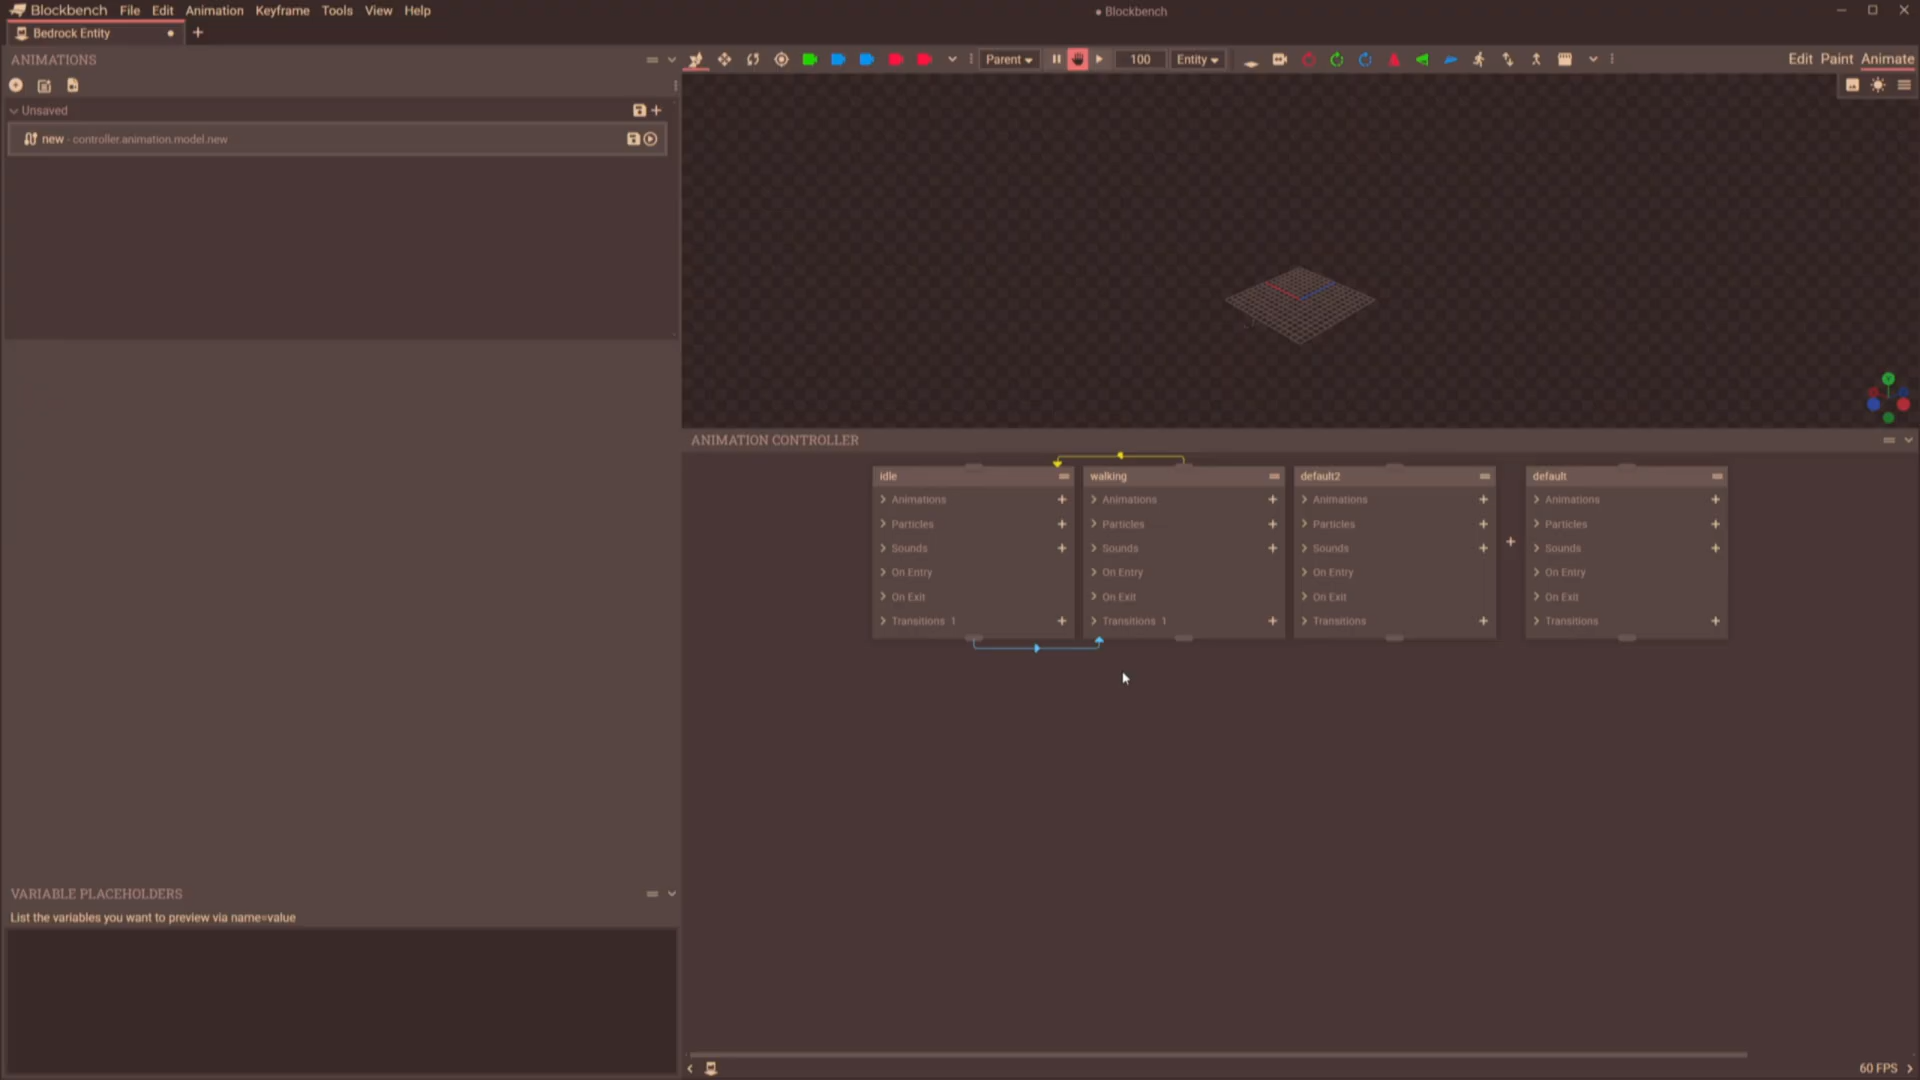 Blockbench File Edit Animation Keyframe Tools View Help
• Blockbench
Bedrock Entity
ANIMATIONS
Parent
100
Entity
Edit Paint Animate
Unsaved
new - controller.animation.model.new
ANIMATION CONTROLLER
idle
Animations
Particles
Sounds
On Entry
On Exit
Transitions 1
walking
Animations
Particles
Sounds
On Entry
On Exit
Transitions 1
default2
Animations
Particles
Sounds
On Entry
On Exit
Transitions
default
Animations
Particles
Sounds
On Entry
On Exit
Transitions
VARIABLE PLACEHOLDERS
List the variables you want to preview via name=value
60 FPS